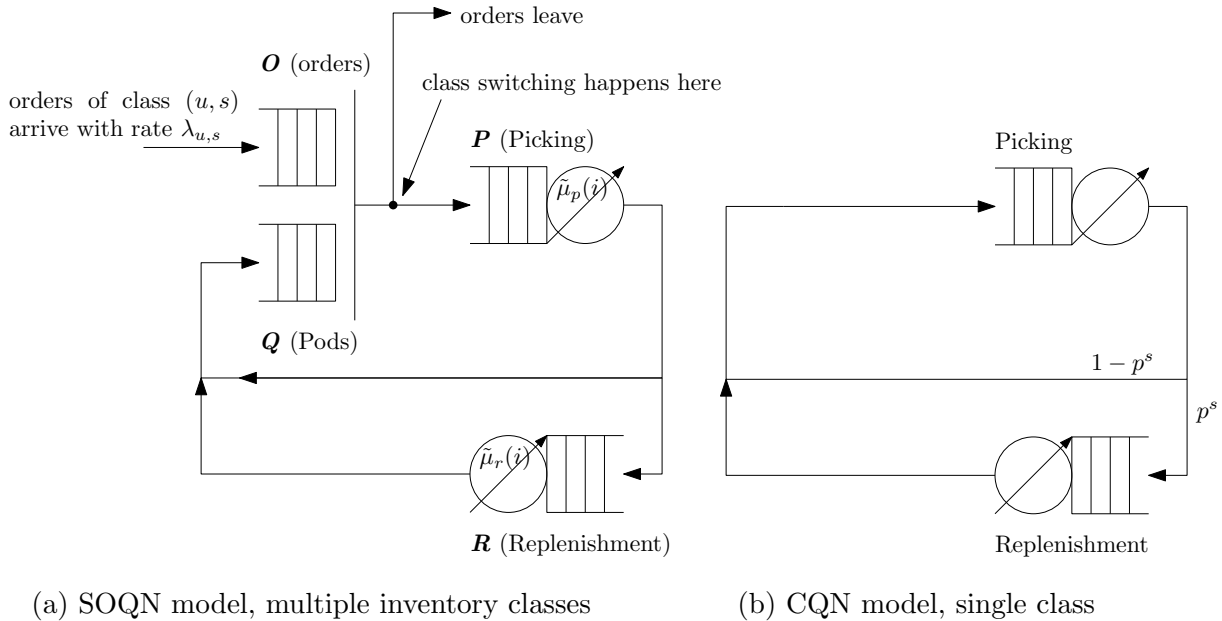 orders leave
O (orders)
class switching happens here
orders of class (u, s)
arrive with rate λ_{u,s}
P (Picking)
μ̃_p(i)
Q (Pods)
μ̃_r(i)
R (Replenishment)
(a) SOQN model, multiple inventory classes
Picking
1 − p^s
p^s
Replenishment
(b) CQN model, single class